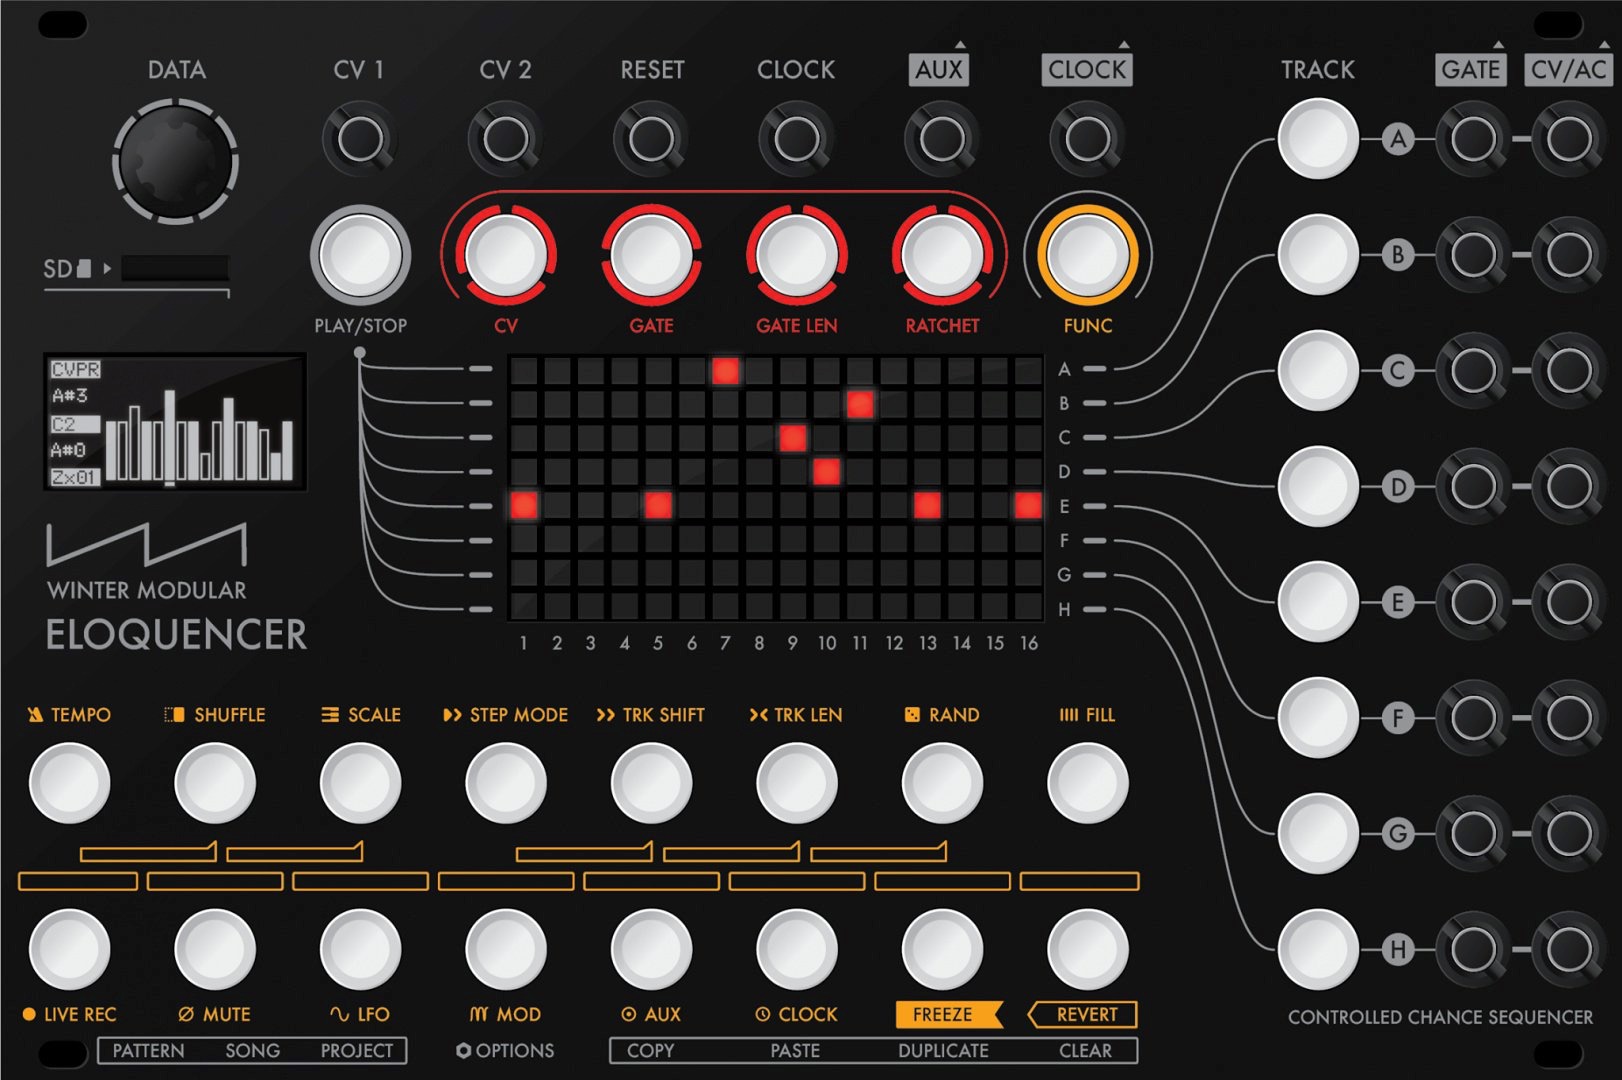 DATA CV 1 CV 2 RESET CLOCK AUX CLOCK TRACK GATE CV/AC
A
B
C
D
E
F
G
H
SD
PLAY/STOP CV GATE GATE LEN RATCHET FUNC
CVPR
A#3
C2
A#0
Zx01
A
B
C
D
E
F
G
H
1 2 3 4 5 6 7 8 9 10 11 12 13 14 15 16
WINTER MODULAR
ELOQUENCER
TEMPO SHUFFLE SCALE STEP MODE TRK SHIFT TRK LEN RAND FILL
LIVE REC MUTE LFO MOD AUX CLOCK FREEZE REVERT
PATTERN SONG PROJECT OPTIONS COPY PASTE DUPLICATE CLEAR
CONTROLLED CHANCE SEQUENCER